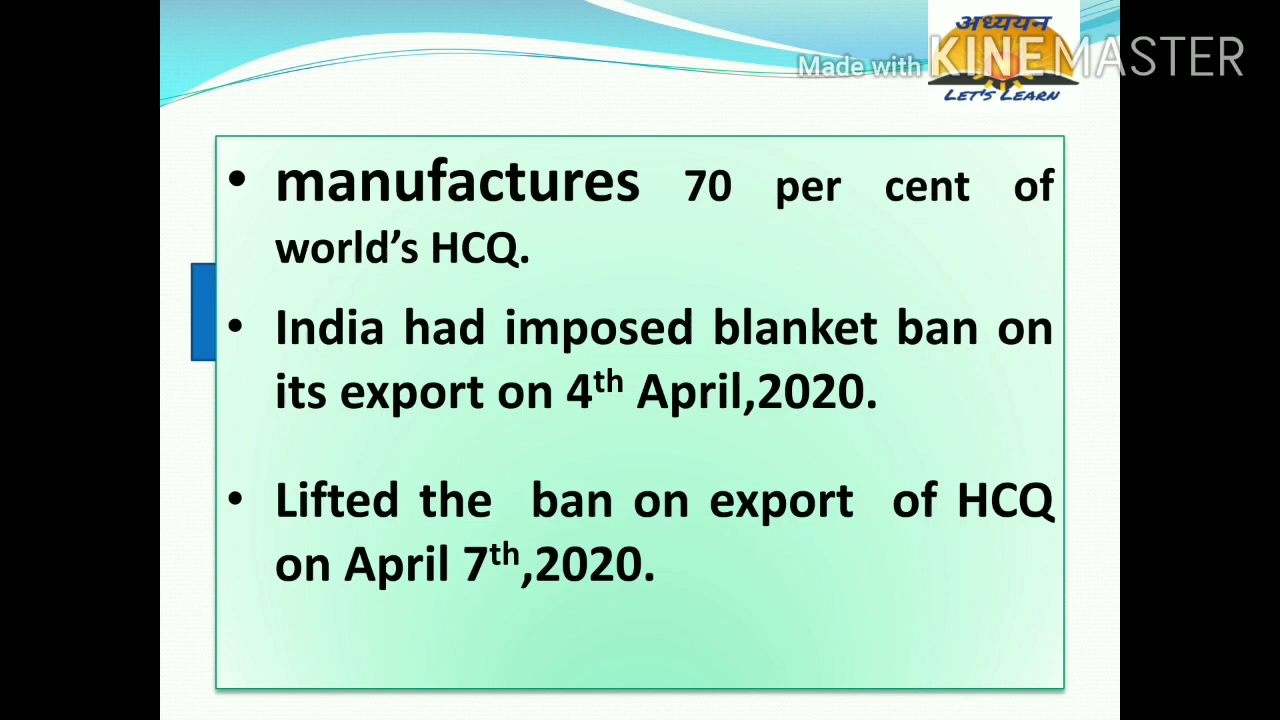 अध्ययन
Made with KINEMASTER
LET'S LEARN
• manufactures 70 per cent of
world’s HCQ.
• India had imposed blanket ban on
its export on 4th April,2020.
• Lifted the ban on export of HCQ
on April 7th,2020.